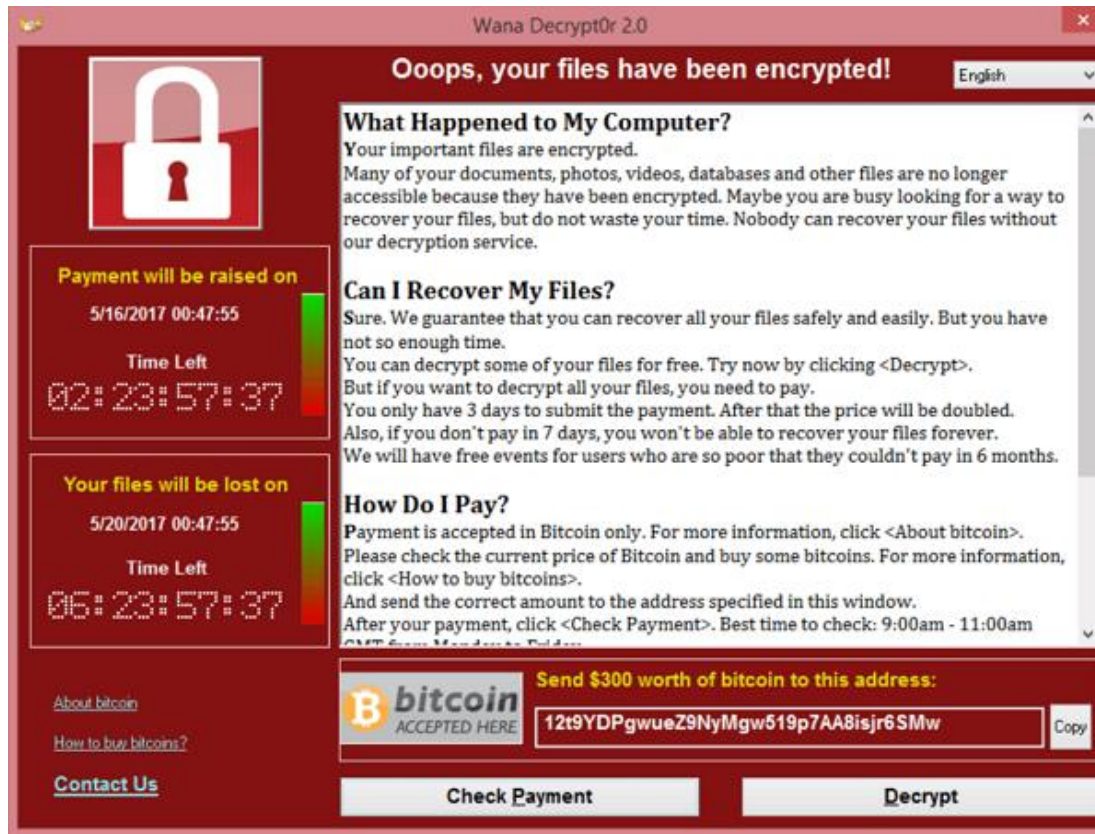 Wana Decrypt0r 2.0
Ooops, your files have been encrypted!
English
What Happened to My Computer?
Your important files are encrypted.
Many of your documents, photos, videos, databases and other files are no longer
accessible because they have been encrypted. Maybe you are busy looking for a way to
recover your files, but do not waste your time. Nobody can recover your files without
our decryption service.
Can I Recover My Files?
Sure. We guarantee that you can recover all your files safely and easily. But you have
not so enough time.
You can decrypt some of your files for free. Try now by clicking <Decrypt>.
But if you want to decrypt all your files, you need to pay.
You only have 3 days to submit the payment. After that the price will be doubled.
Also, if you don't pay in 7 days, you won't be able to recover your files forever.
We will have free events for users who are so poor that they couldn't pay in 6 months.
How Do I Pay?
Payment is accepted in Bitcoin only. For more information, click <About bitcoin>.
Please check the current price of Bitcoin and buy some bitcoins. For more information,
click <How to buy bitcoins>.
And send the correct amount to the address specified in this window.
After your payment, click <Check Payment>. Best time to check: 9:00am - 11:00am
GMT from Monday to Friday.
Payment will be raised on
5/16/2017 00:47:55
Time Left
02:23:57:37
Your files will be lost on
5/20/2017 00:47:55
Time Left
06:23:57:37
About bitcoin
How to buy bitcoins?
Contact Us
bitcoin
ACCEPTED HERE
Send $300 worth of bitcoin to this address:
12t9YDPgwueZ9NyMgw519p7AA8isjr6SMw
Copy
Check Payment
Decrypt